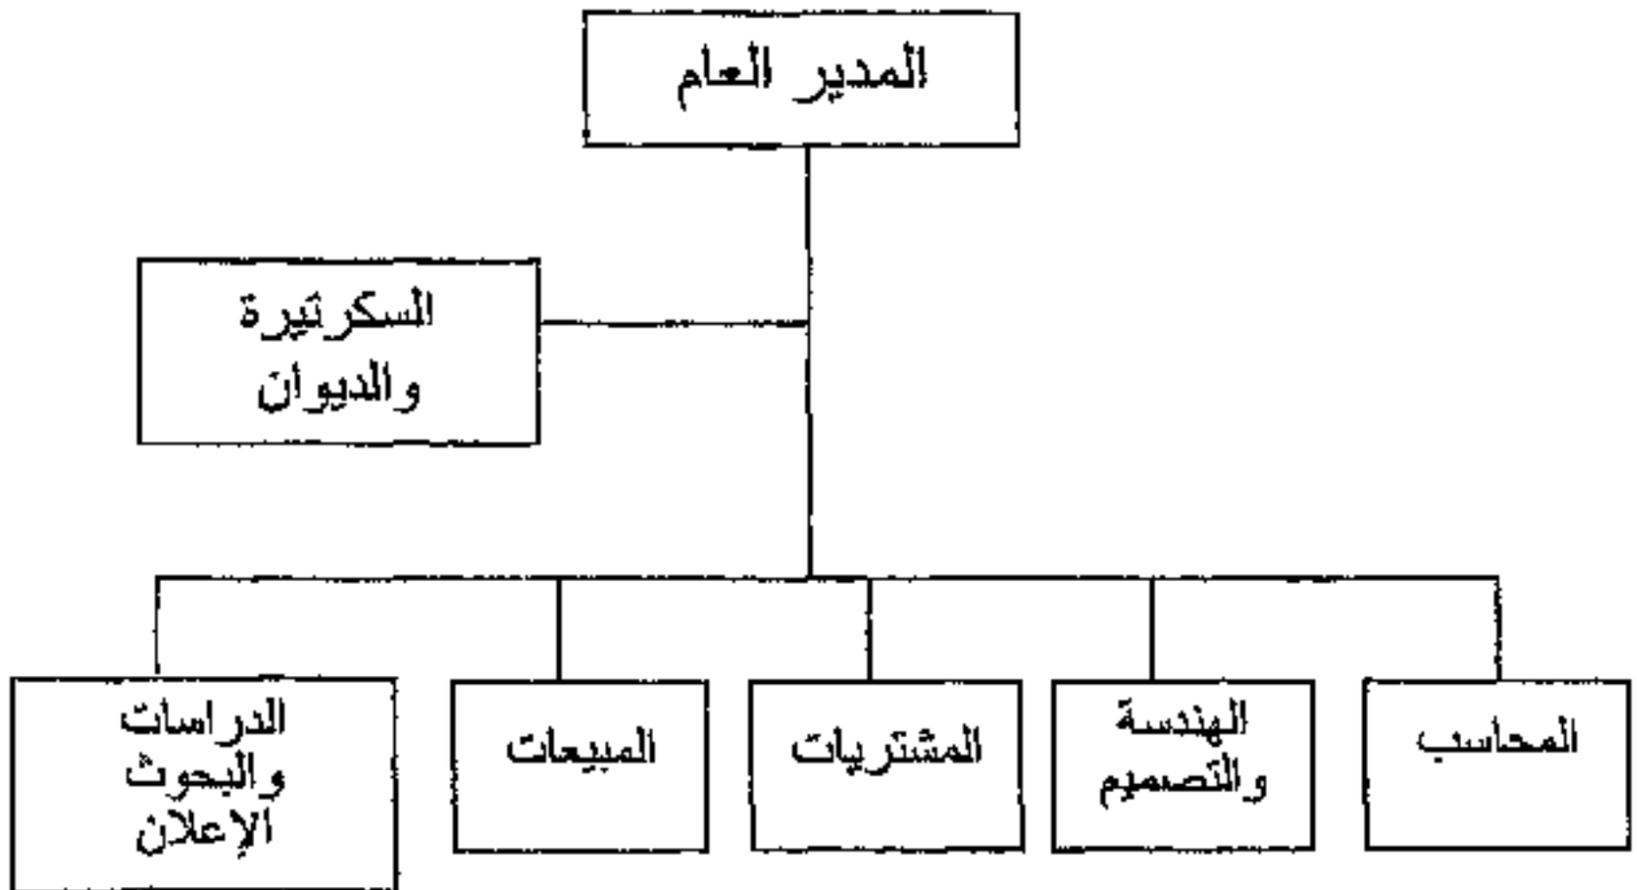 المدير العام
السكرتيرة
والديوان
المحاسب
الهندسة
والتصميم
المشتريات
المبيعات
الدراسات
والبحوث
الإعلان